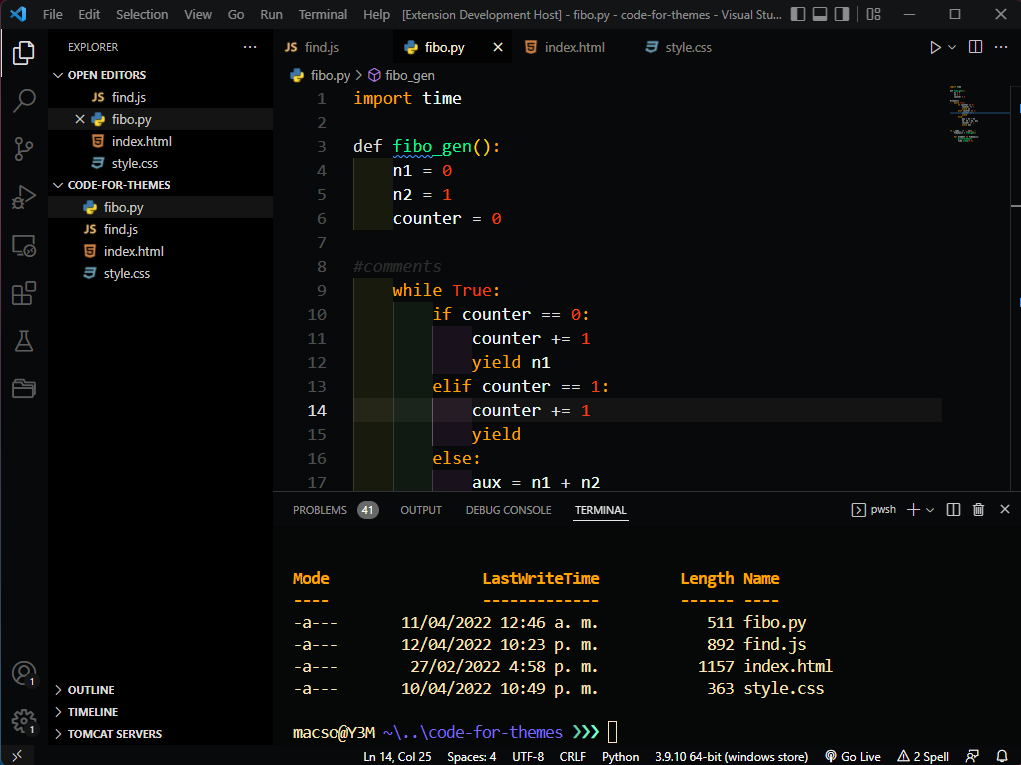 File Edit Selection View Go Run Terminal Help [Extension Development Host] - fibo.py - code-for-themes - Visual Stu...
EXPLORER
OPEN EDITORS
JS find.js
fibo.py
index.html
style.css
CODE-FOR-THEMES
fibo.py
JS find.js
index.html
style.css
OUTLINE
TIMELINE
TOMCAT SERVERS
1
1
JS find.js fibo.py index.html style.css
fibo.py > fibo_gen
1 import time
2
3 def fibo_gen():
4 n1 = 0
5 n2 = 1
6 counter = 0
7
8 #comments
9 while True:
10 if counter == 0:
11 counter += 1
12 yield n1
13 elif counter == 1:
14 counter += 1
15 yield
16 else:
17 aux = n1 + n2
PROBLEMS 41 OUTPUT DEBUG CONSOLE TERMINAL pwsh
Mode LastWriteTime Length Name
---- ------------- ------ ----
-a--- 11/04/2022 12:46 a. m. 511 fibo.py
-a--- 12/04/2022 10:23 p. m. 892 find.js
-a--- 27/02/2022 4:58 p. m. 1157 index.html
-a--- 10/04/2022 10:49 p. m. 363 style.css
macso@Y3M ~\..\code-for-themes ❯❯❯
Ln 14, Col 25 Spaces: 4 UTF-8 CRLF Python 3.9.10 64-bit (windows store) Go Live 2 Spell